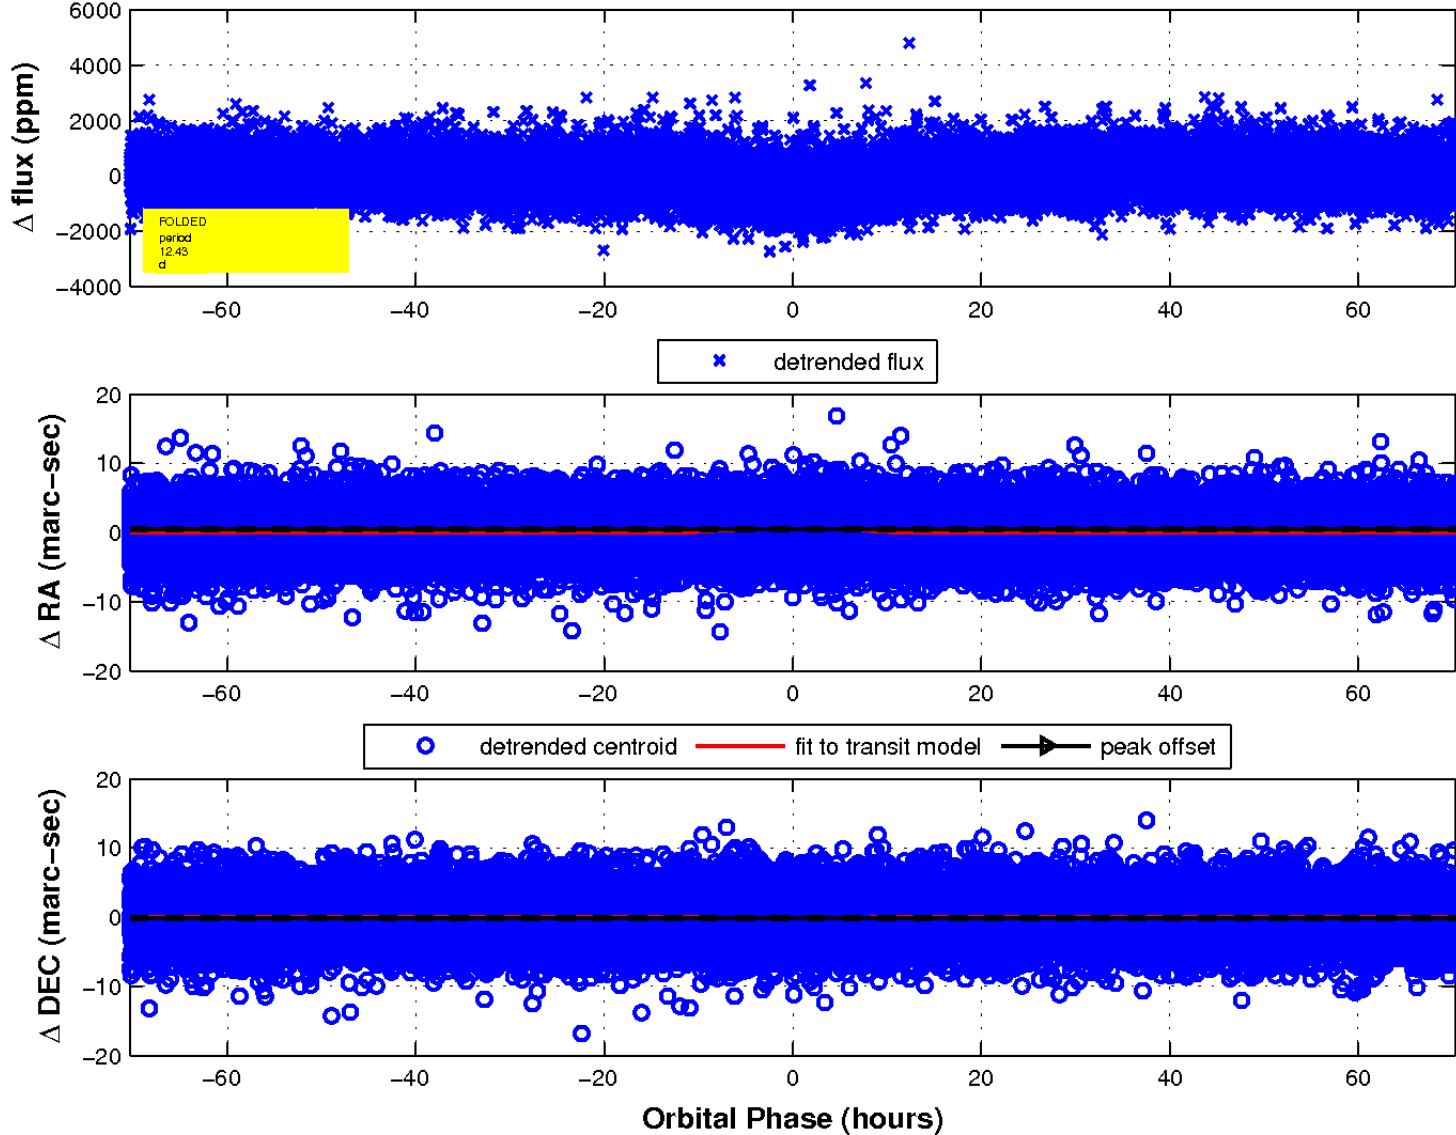 6000
4000
2000
0
−2000
−4000
Δ flux (ppm)
FOLDED
period
12.43
d
−60 −40 −20 0 20 40 60
detrended flux
20
10
0
−10
−20
Δ RA (marc−sec)
−60 −40 −20 0 20 40 60
detrended centroid fit to transit model peak offset
20
10
0
−10
−20
Δ DEC (marc−sec)
−60 −40 −20 0 20 40 60
Orbital Phase (hours)